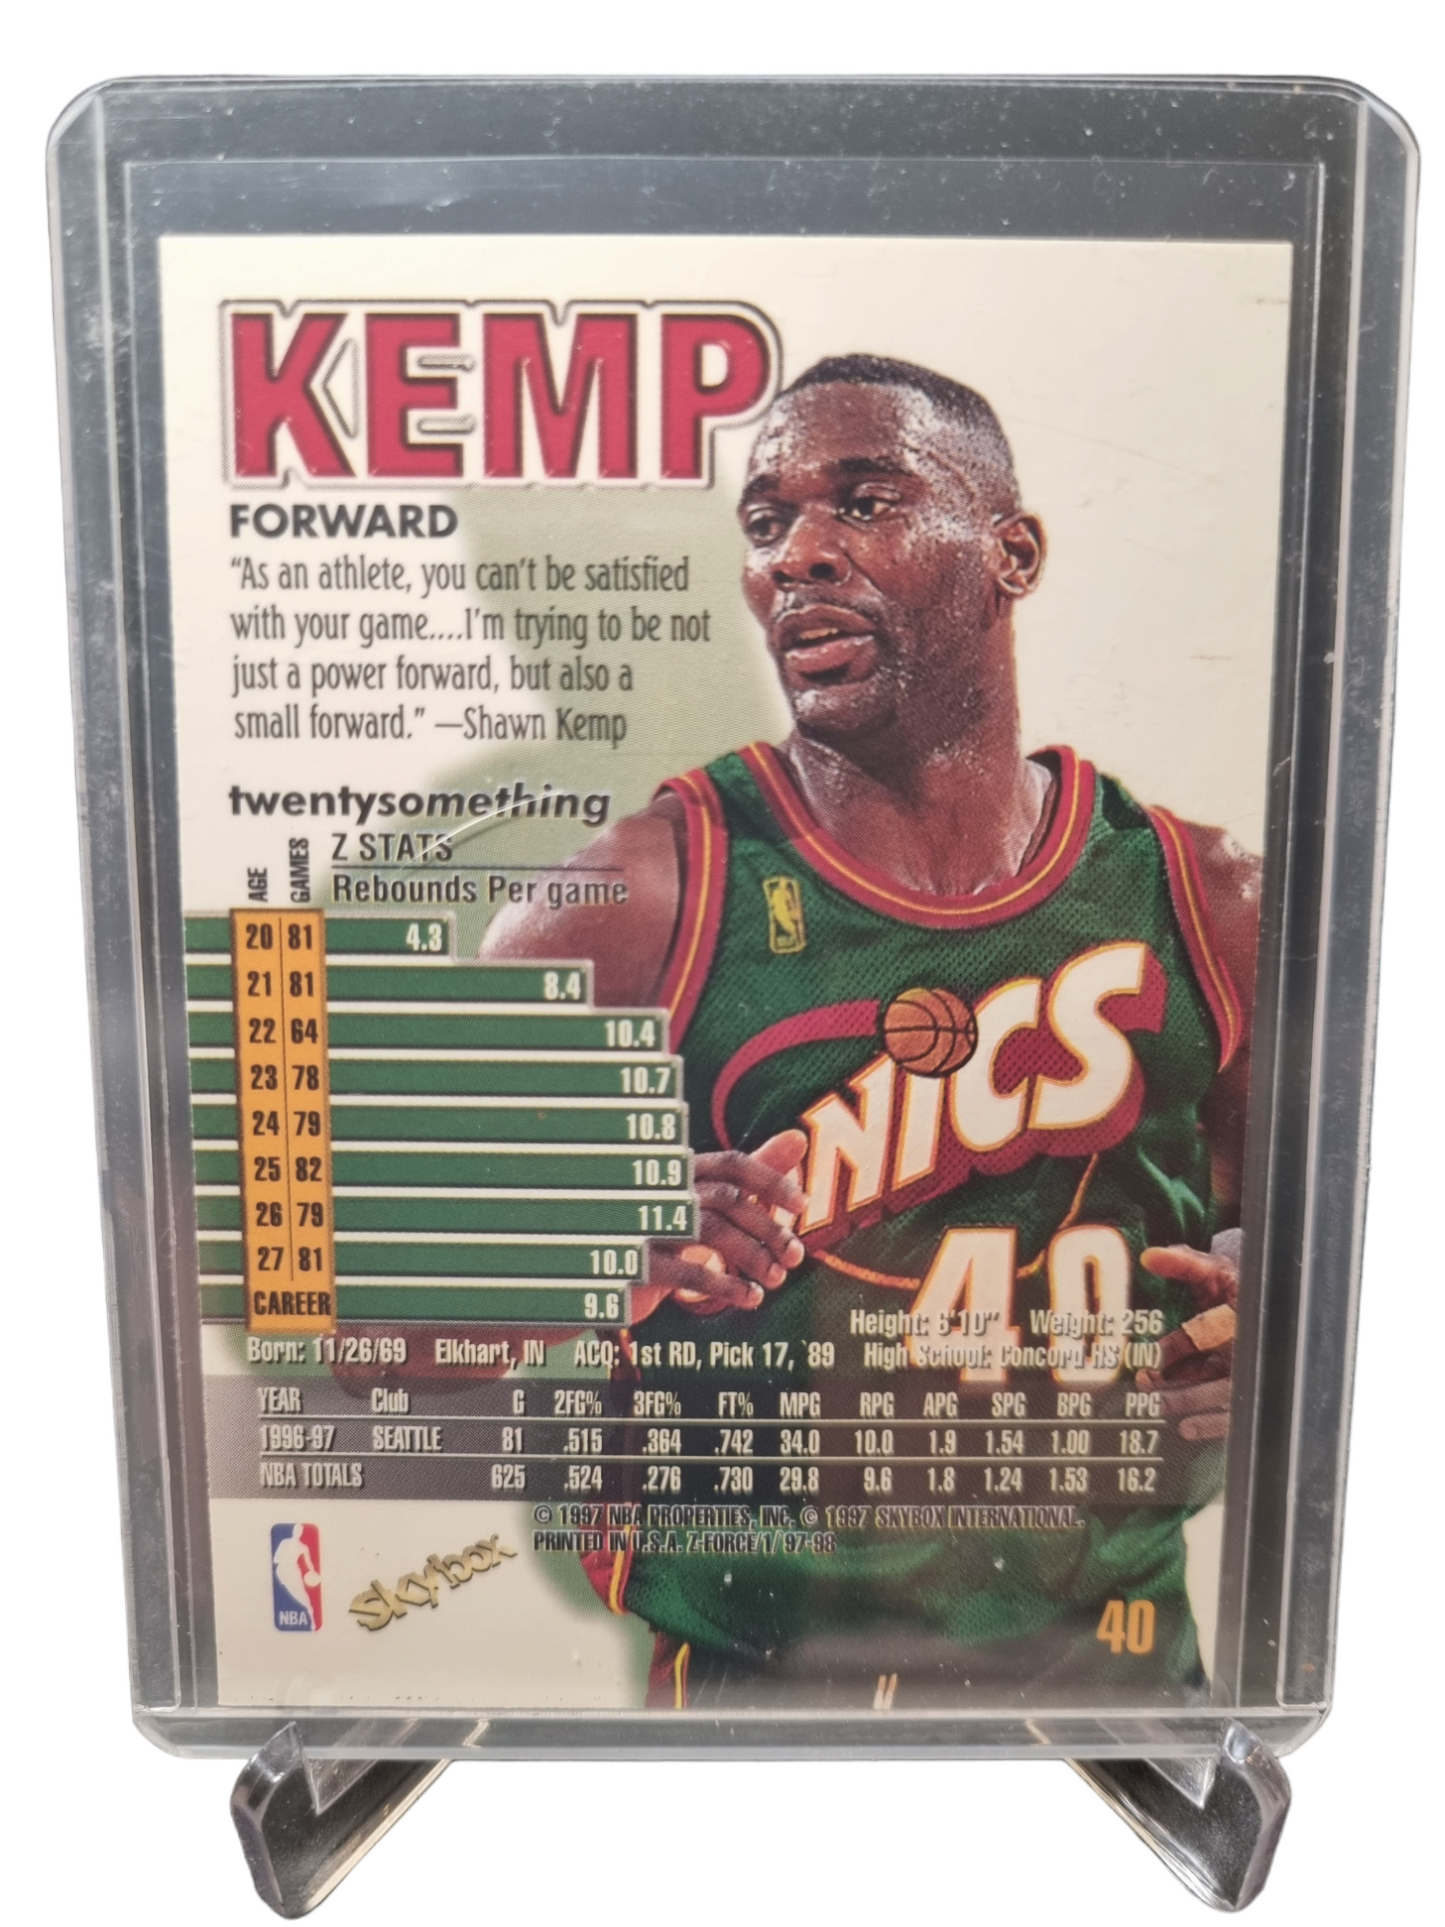 KEMP
FORWARD
“As an athlete, you can't be satisfied
with your game....I'm trying to be not
just a power forward, but also a
small forward.” —Shawn Kemp
twentysomething
AGE GAMES Z STATS
Rebounds Per game
20 81 4.3
21 81 8.4
22 64 10.4
23 78 10.7
24 79 10.8
25 82 10.9
26 79 11.4
27 81 10.0
CAREER 9.6
NICS
40
Height: 6'10" Weight: 256
Born: 11/26/69 Elkhart, IN ACQ: 1st RD, Pick 17, `89 High School: Concord HS (IN)
YEAR Club G 2FG% 3FG% FT% MPG RPG APG SPG BPG PPG
1996-97 SEATTLE 81 .515 .364 .742 34.0 10.0 1.9 1.54 1.00 18.7
NBA TOTALS 625 .524 .276 .730 29.8 9.6 1.8 1.24 1.53 16.2
© 1997 NBA PROPERTIES, INC. © 1997 SKYBOX INTERNATIONAL.
PRINTED IN U.S.A. Z-FORCE/1/`97-98
NBA
skybox
40